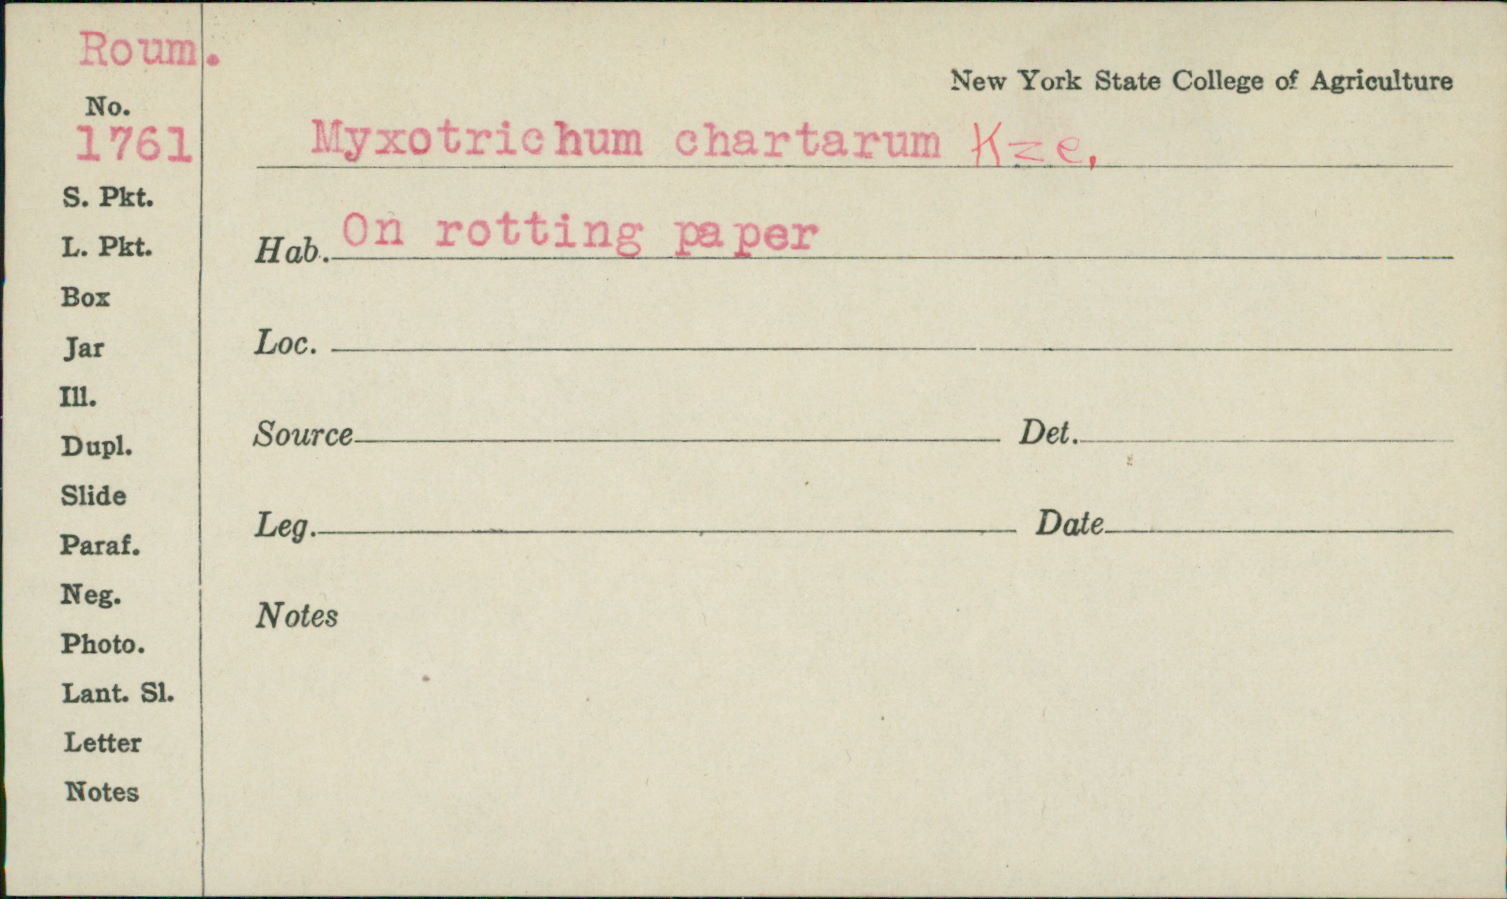 Roum.
New York State College of Agriculture
No.
1761
Myxotrichum chartarum Kze.
S. Pkt.
Hab. On rotting paper
L. Pkt.
Box
Loc.
Jar
Ill.
Source Det.
Dupl.
Slide
Leg. Date
Paraf.
Neg.
Notes
Photo.
Lant. Sl.
Letter
Notes